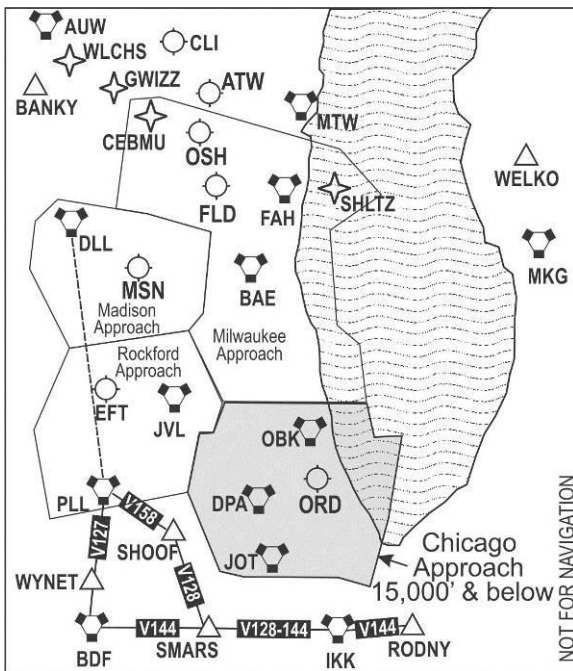 AUW
WLCHS
CLI
GWIZZ
ATW
BANKY
CEBMU
OSH
MTW
WELKO
FLD
FAH
SHLTZ
DLL
MSN
BAE
MKG
Madison
Approach
Milwaukee
Approach
Rockford
Approach
EFT
JVL
OBK
PLL
V158
DPA
ORD
V127
SHOOF
JOT
Chicago
Approach
15,000' & below
WYNET
V128
BDF
V144
SMARS
V128-144
IKK
V144
RODNY
NOT FOR NAVIGATION